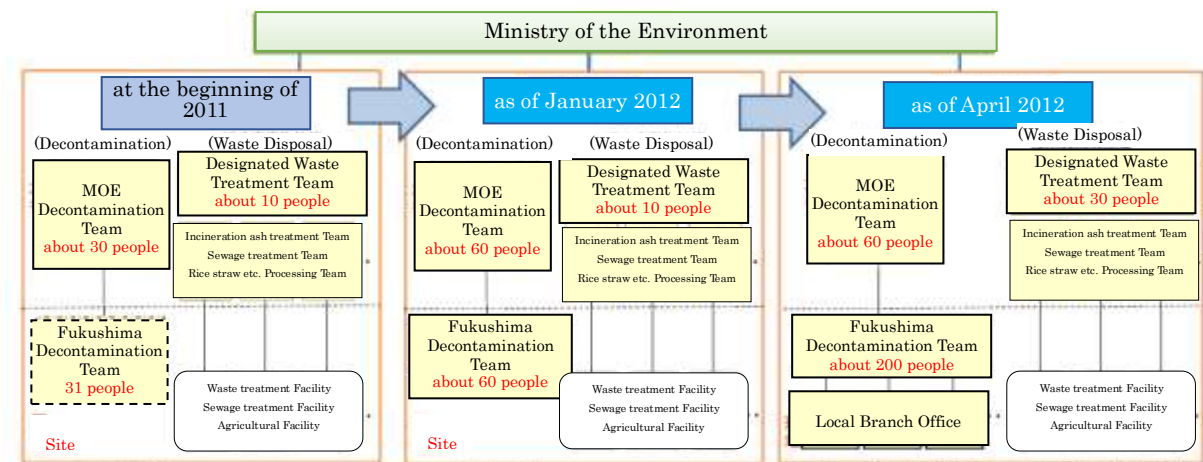 Ministry of the Environment
at the beginning of
2011
(Decontamination)
(Waste Disposal)
MOE
Decontamination
Team
about 30 people
Designated Waste
Treatment Team
about 10 people
Incineration ash treatment Team
Sewage treatment Team
Rice straw etc. Processing Team
Fukushima
Decontamination
Team
31 people
Waste treatment Facility
Sewage treatment Facility
Agricultural Facility
Site
as of January 2012
(Decontamination)
(Waste Disposal)
MOE
Decontamination
Team
about 60 people
Designated Waste
Treatment Team
about 10 people
Incineration ash treatment Team
Sewage treatment Team
Rice straw etc. Processing Team
Fukushima
Decontamination
Team
about 60 people
Waste treatment Facility
Sewage treatment Facility
Agricultural Facility
Site
as of April 2012
(Decontamination)
(Waste Disposal)
MOE
Decontamination
Team
about 60 people
Designated Waste
Treatment Team
about 30 people
Incineration ash treatment Team
Sewage treatment Team
Rice straw etc. Processing Team
Fukushima
Decontamination Team
about 200 people
Local Branch Office
Waste treatment Facility
Sewage treatment Facility
Agricultural Facility